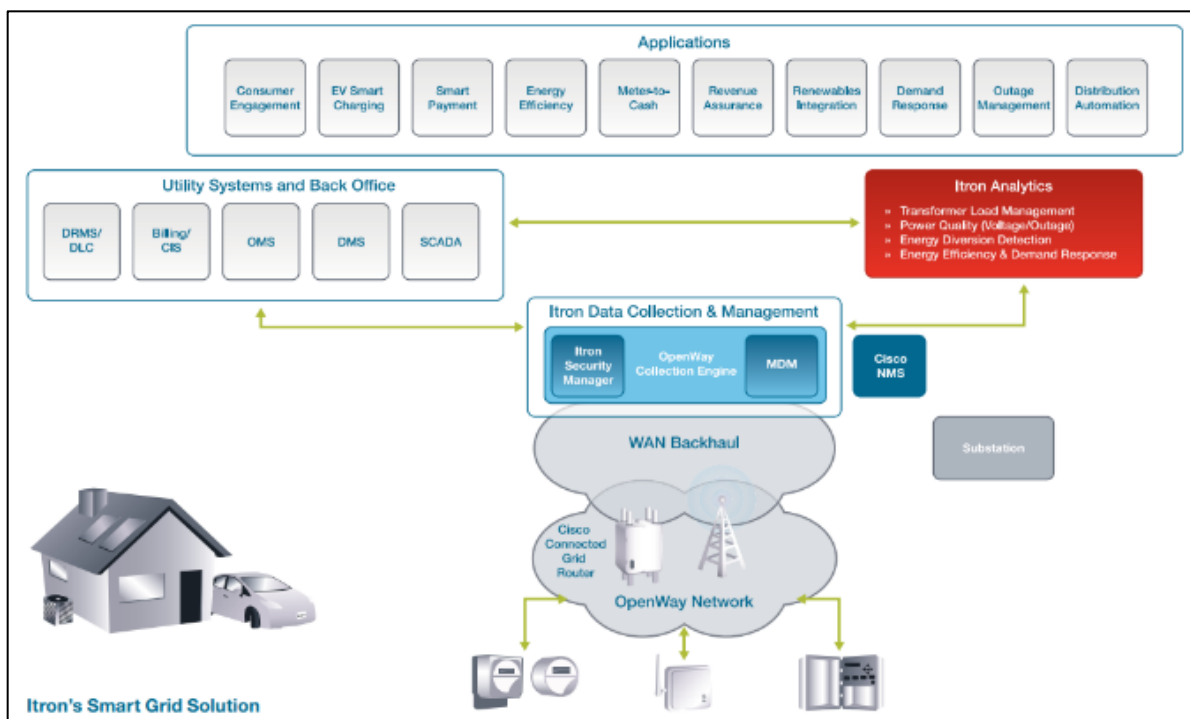 Applications
Consumer
Engagement
EV Smart
Charging
Smart
Payment
Energy
Efficiency
Meter-to-
Cash
Revenue
Assurance
Renewables
Integration
Demand
Response
Outage
Management
Distribution
Automation
Utility Systems and Back Office
DRMS/
DLC
Billing/
CIS
OMS
DMS
SCADA
Itron Analytics
» Transformer Load Management
» Power Quality (Voltage/Outage)
» Energy Diversion Detection
» Energy Efficiency & Demand Response
Itron Data Collection & Management
Itron
Security
Manager
OpenWay
Collection Engine
MDM
Cisco
NMS
WAN Backhaul
Substation
Cisco
Connected
Grid
Router
OpenWay Network
Itron's Smart Grid Solution